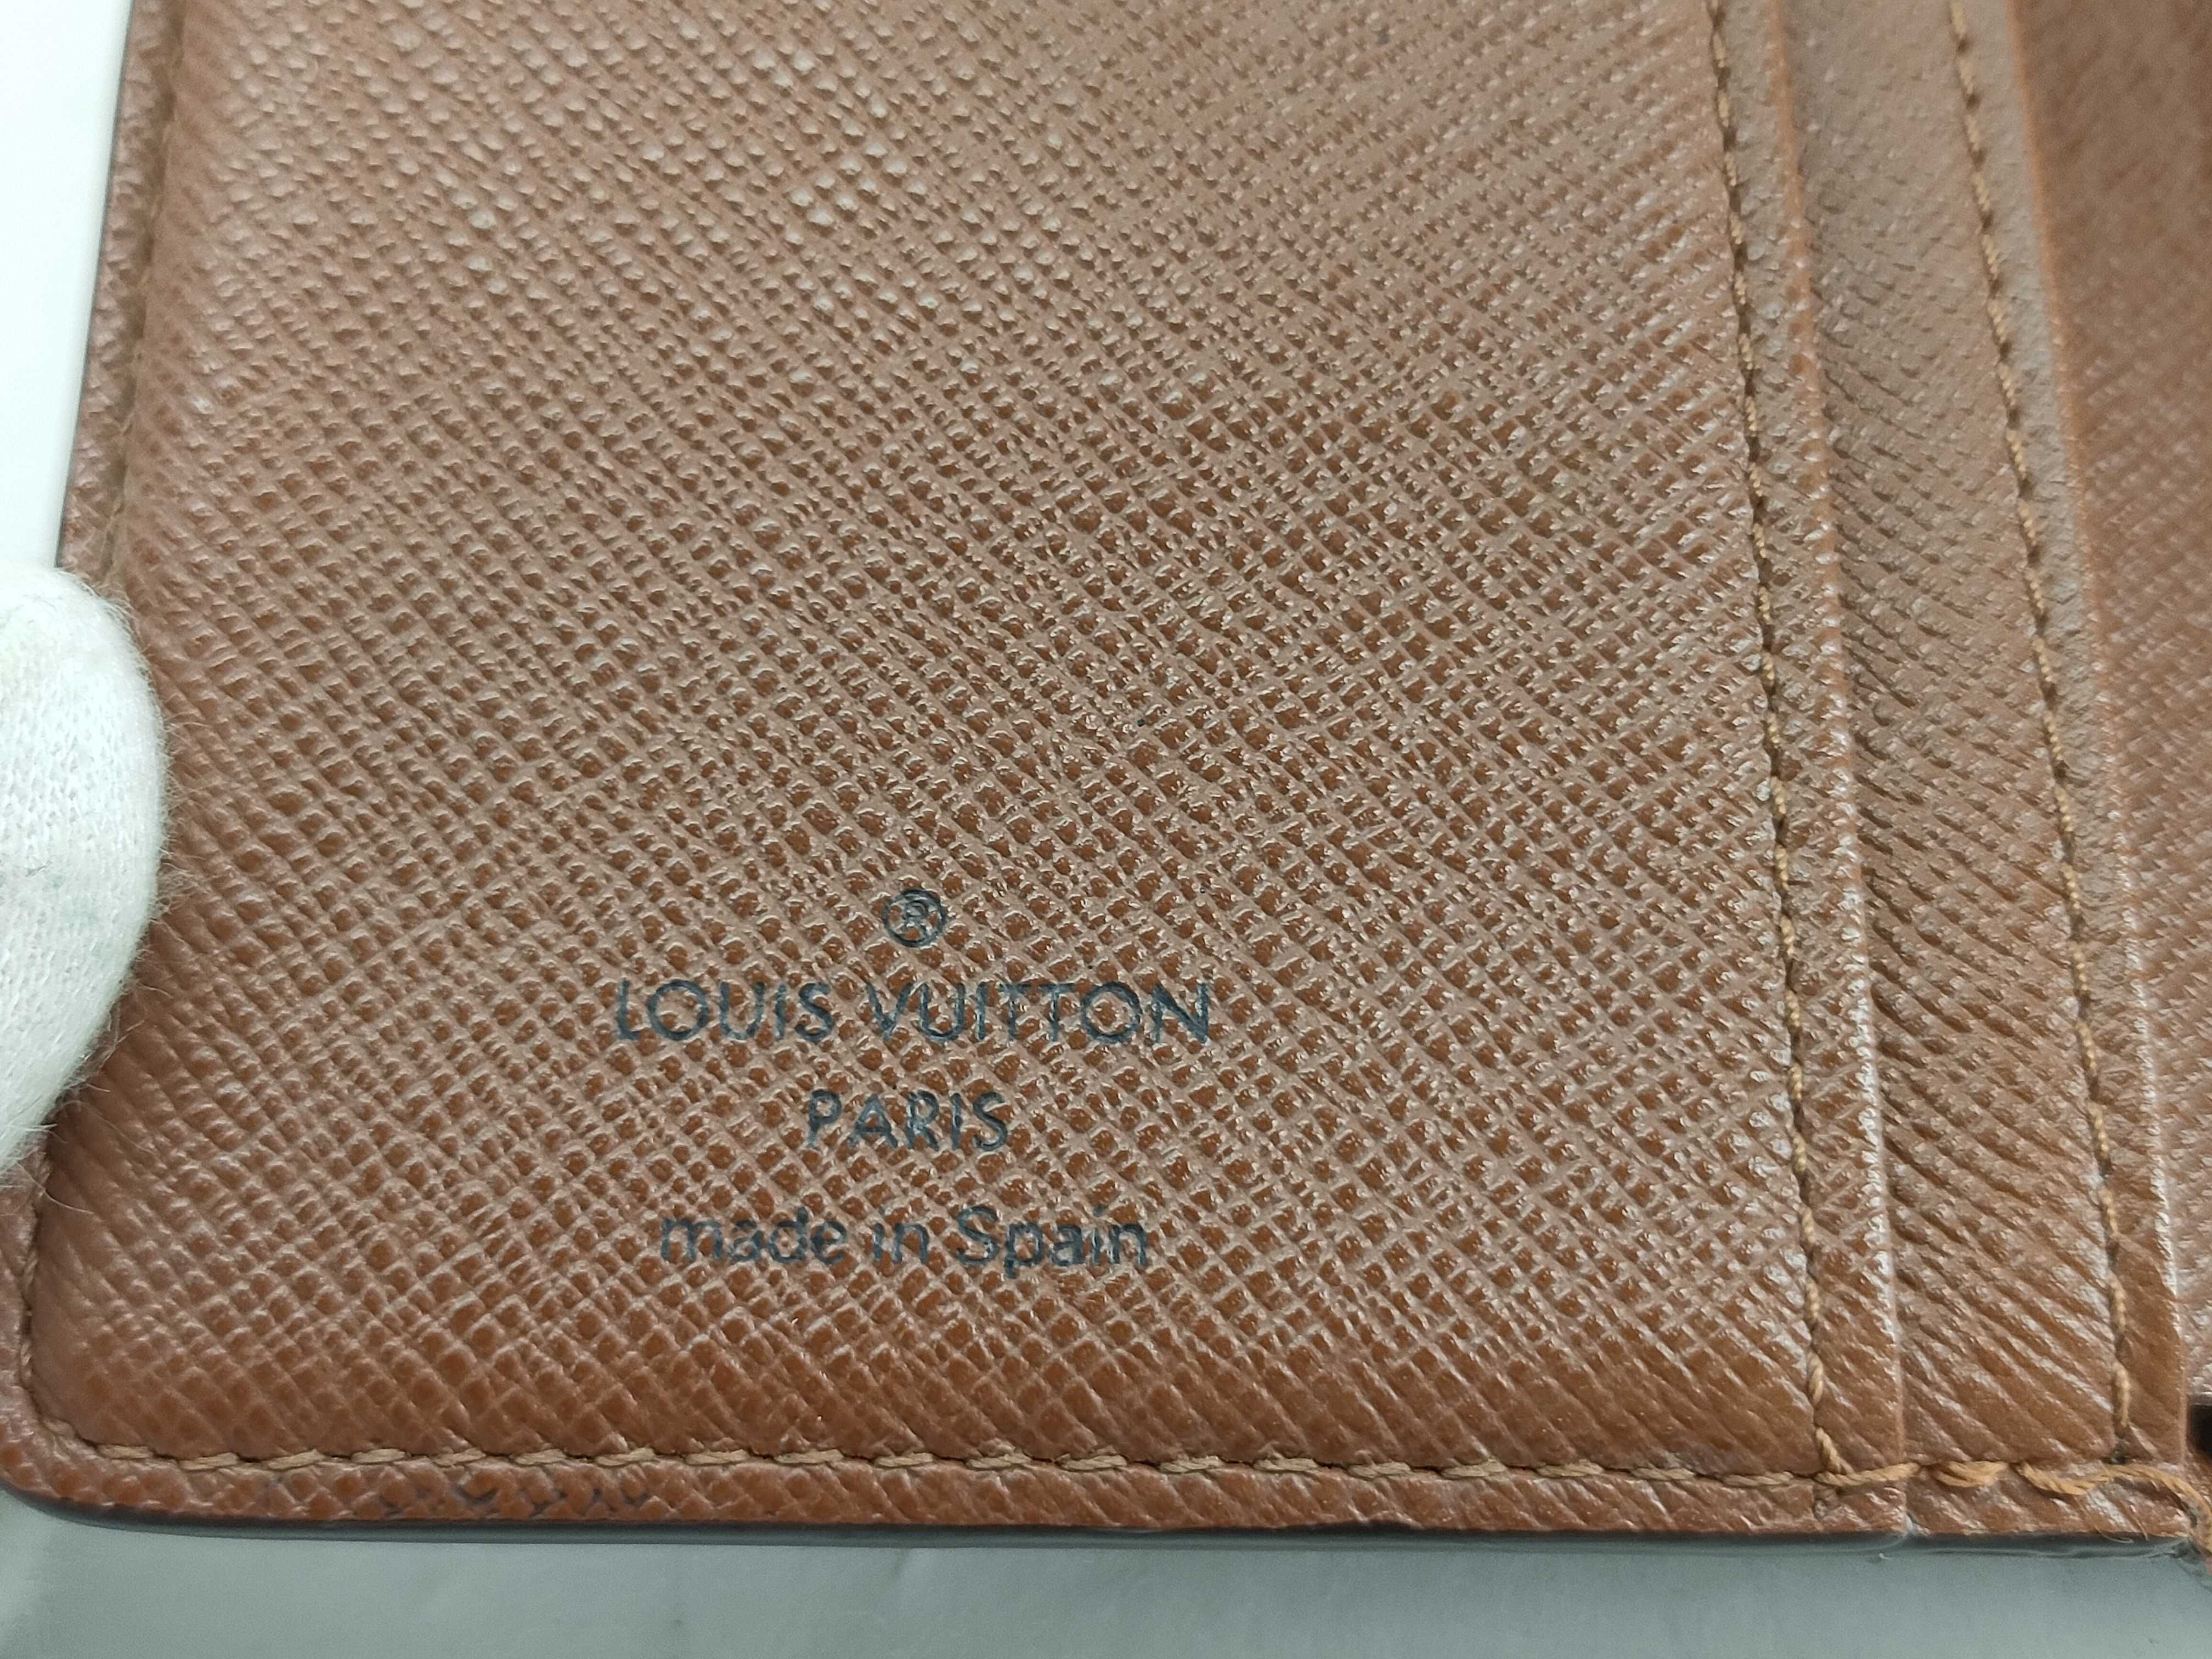 ®
LOUIS VUITTON
PARIS
made in Spain